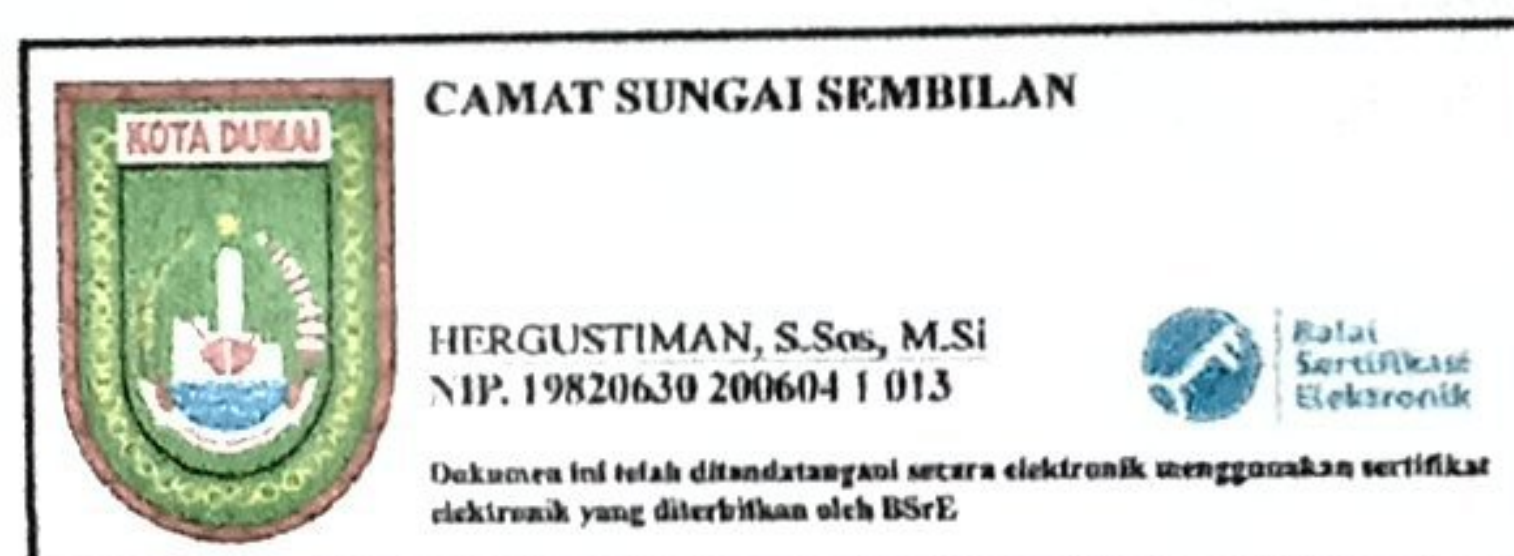 KOTA DUMAI
CAMAT SUNGAI SEMBILAN
HERGUSTIMAN, S.Sos, M.Si
NIP. 19820630 200604 1 013
Balai
Sertifikasi
Elektronik
Dokumen ini telah ditandatangani secara elektronik menggunakan sertifikat
elektronik yang diterbitkan oleh BSrE